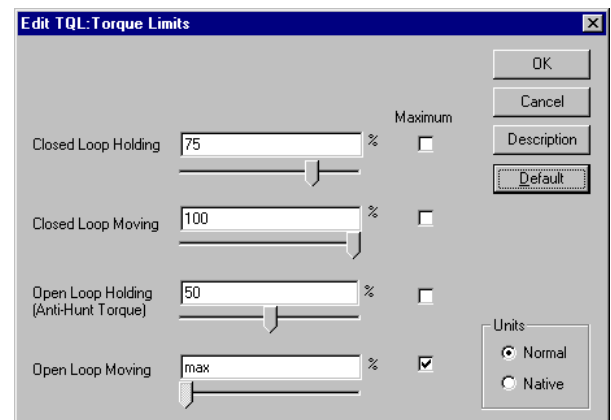 Edit TQL:Torque Limits
OK
Cancel
Maximum
Description
Closed Loop Holding 75 %
Default
Closed Loop Moving 100 %
Open Loop Holding 50 %
(Anti-Hunt Torque)
Units
Normal
Open Loop Moving max %
Native